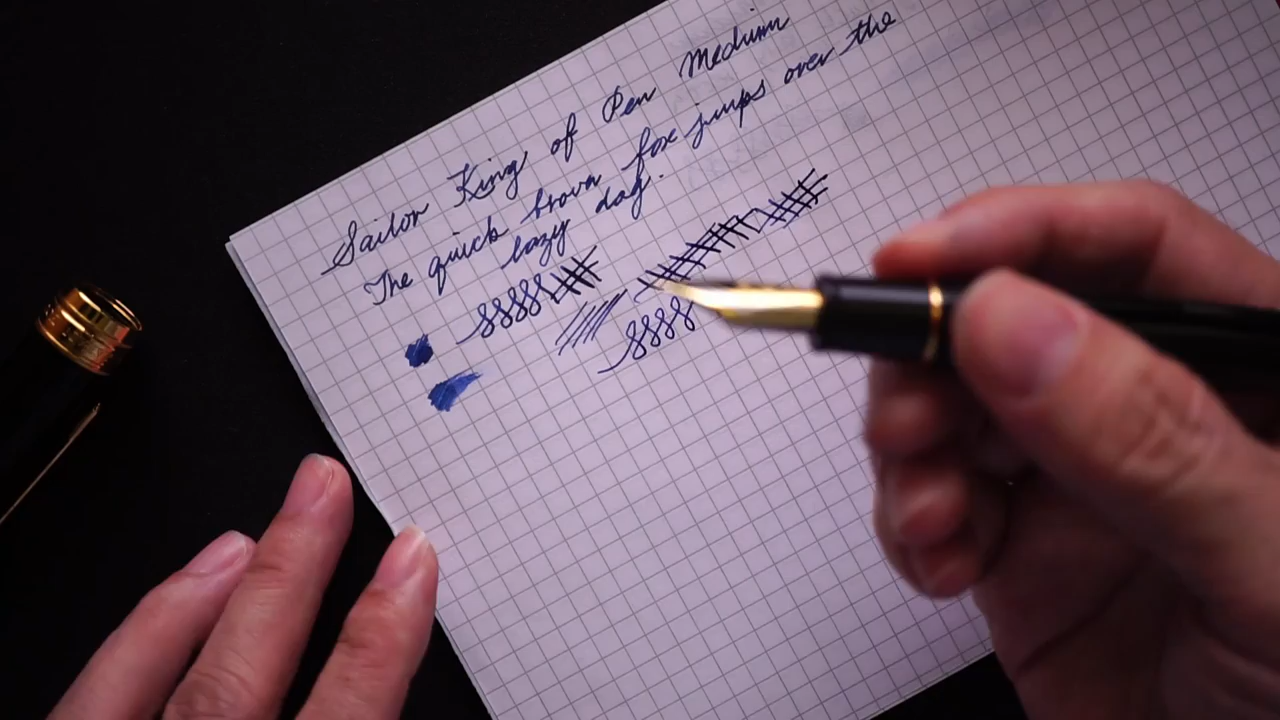 Sailor King of Pen Medium
The quick brown fox jumps over the
lazy dog.